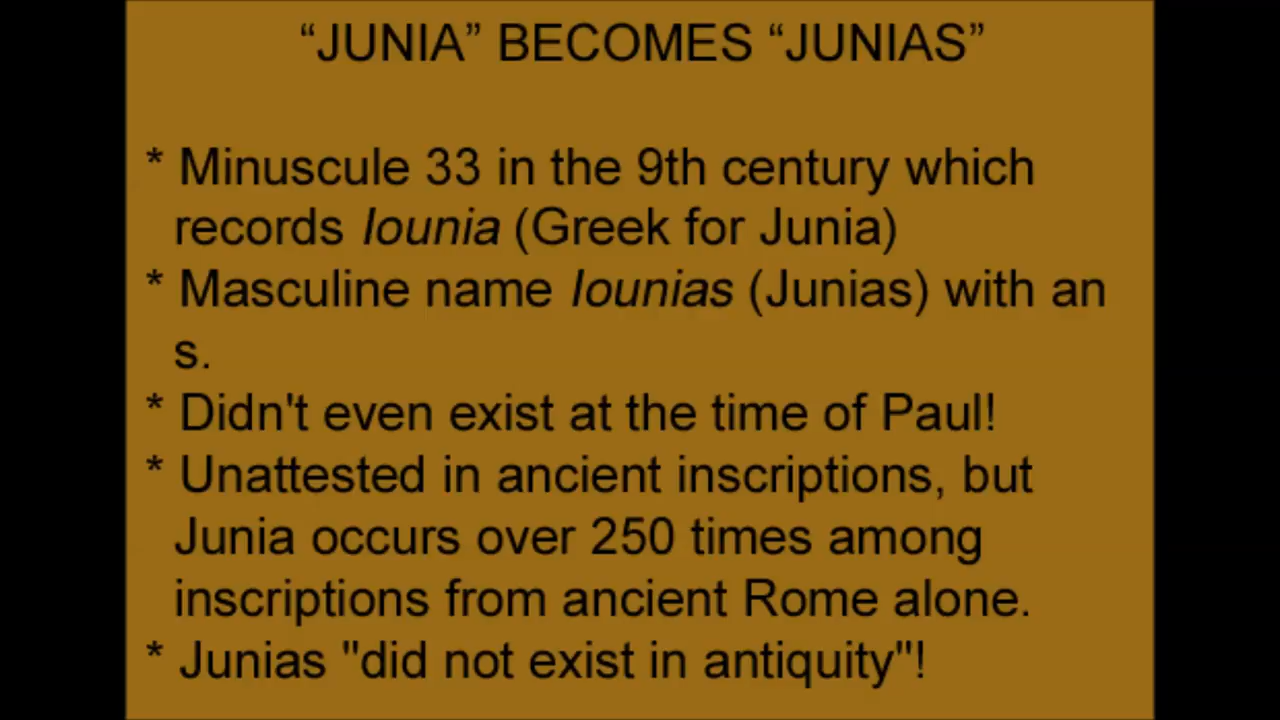 “JUNIA” BECOMES “JUNIAS”
* Minuscule 33 in the 9th century which
records Iounia (Greek for Junia)
* Masculine name Iounias (Junias) with an
s.
* Didn't even exist at the time of Paul!
* Unattested in ancient inscriptions, but
Junia occurs over 250 times among
inscriptions from ancient Rome alone.
* Junias "did not exist in antiquity"!